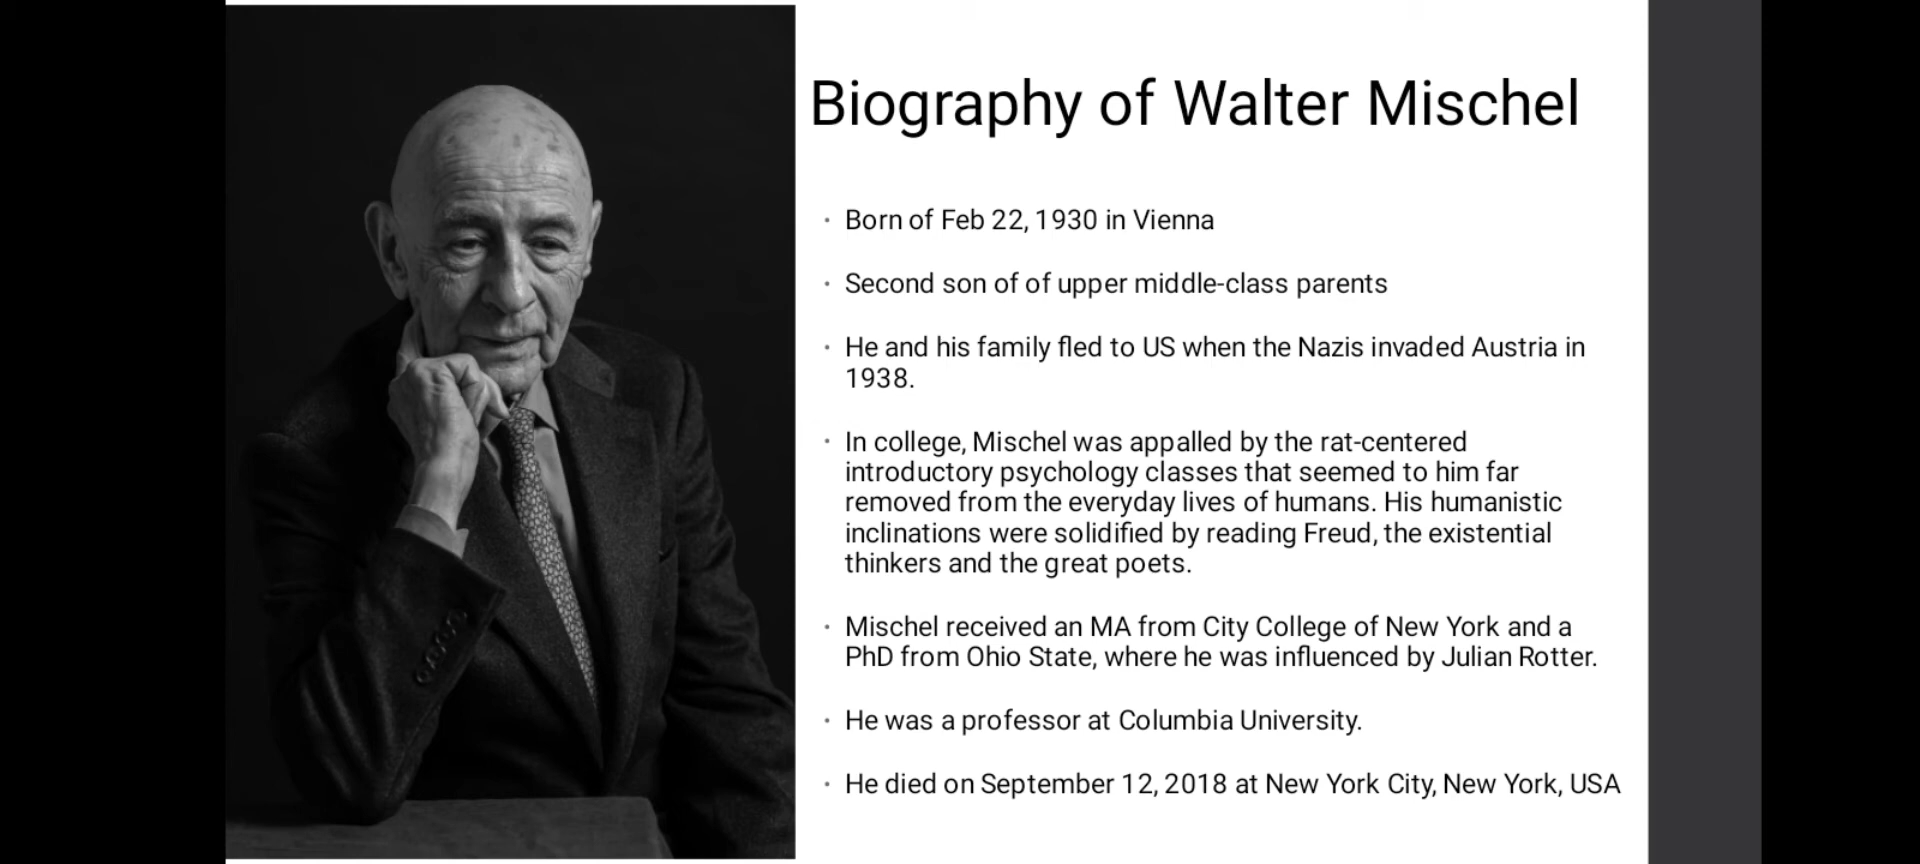 Biography of Walter Mischel
• Born of Feb 22, 1930 in Vienna
• Second son of of upper middle-class parents
• He and his family fled to US when the Nazis invaded Austria in
1938.
• In college, Mischel was appalled by the rat-centered
introductory psychology classes that seemed to him far
removed from the everyday lives of humans. His humanistic
inclinations were solidified by reading Freud, the existential
thinkers and the great poets.
• Mischel received an MA from City College of New York and a
PhD from Ohio State, where he was influenced by Julian Rotter.
• He was a professor at Columbia University.
• He died on September 12, 2018 at New York City, New York, USA